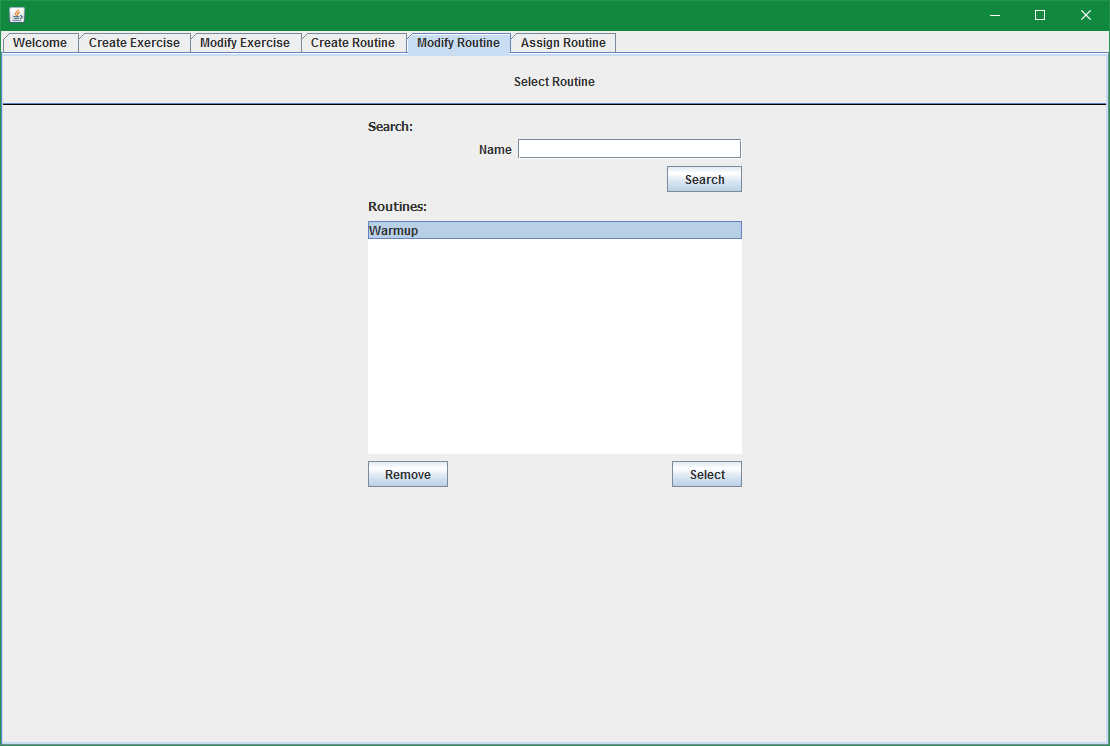 Welcome Create Exercise Modify Exercise Create Routine Modify Routine Assign Routine
Select Routine
Search:
Name
Search
Routines:
Warmup
Remove Select